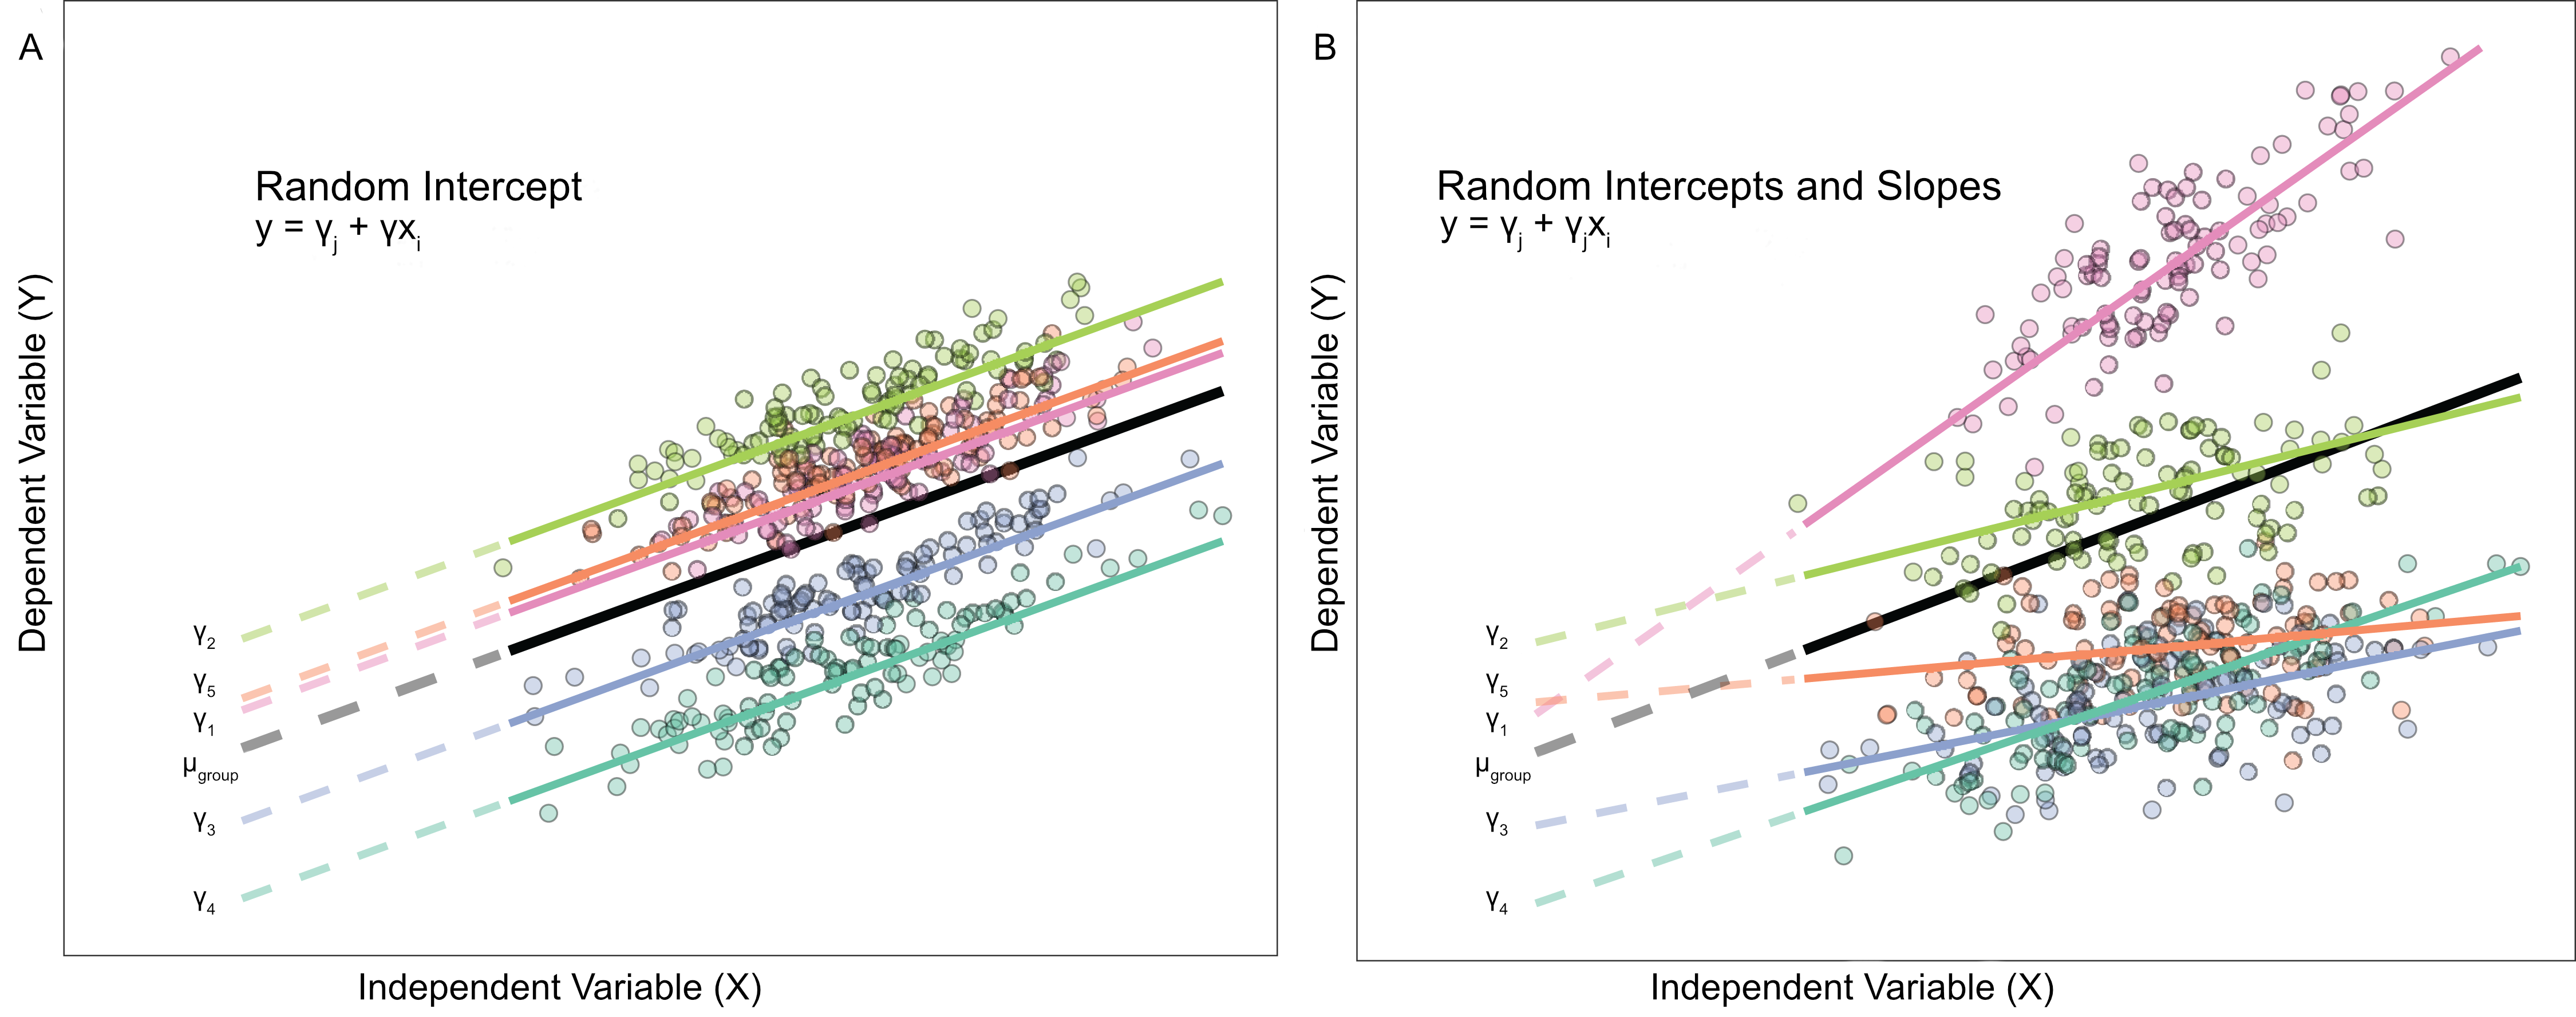 A
Random Intercept
y = γj + γxi
Dependent Variable (Y)
γ2
γ5
γ1
μgroup
γ3
γ4
Independent Variable (X)
B
Random Intercepts and Slopes
y = γj + γjxi
Dependent Variable (Y)
γ2
γ5
γ1
μgroup
γ3
γ4
Independent Variable (X)